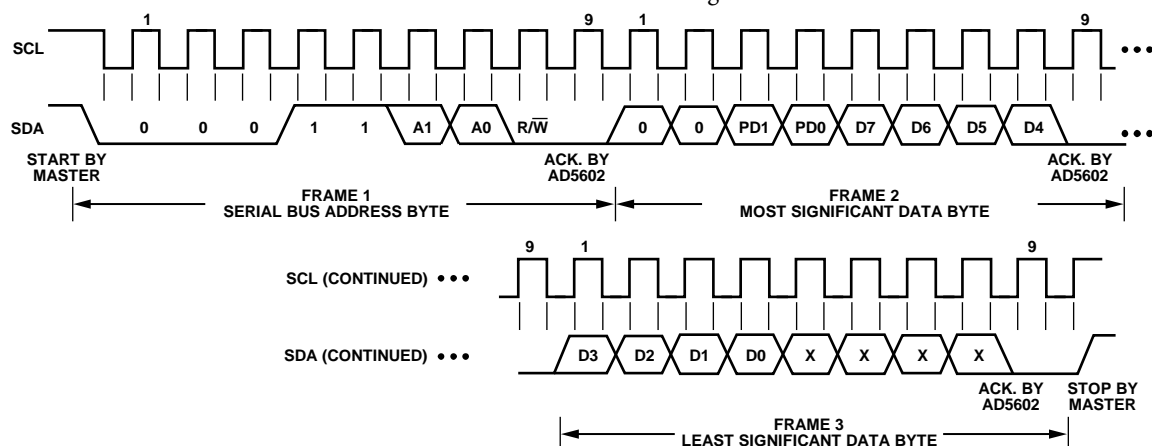 1 9 1 9
SCL
SDA 0 0 0 1 1 A1 A0 R/W̅ 0 0 PD1 PD0 D7 D6 D5 D4
START BY MASTER
ACK. BY AD5602
ACK. BY AD5602
FRAME 1
SERIAL BUS ADDRESS BYTE
FRAME 2
MOST SIGNIFICANT DATA BYTE
9 1 9
SCL (CONTINUED)
SDA (CONTINUED) D3 D2 D1 D0 X X X X
ACK. BY AD5602
STOP BY MASTER
FRAME 3
LEAST SIGNIFICANT DATA BYTE